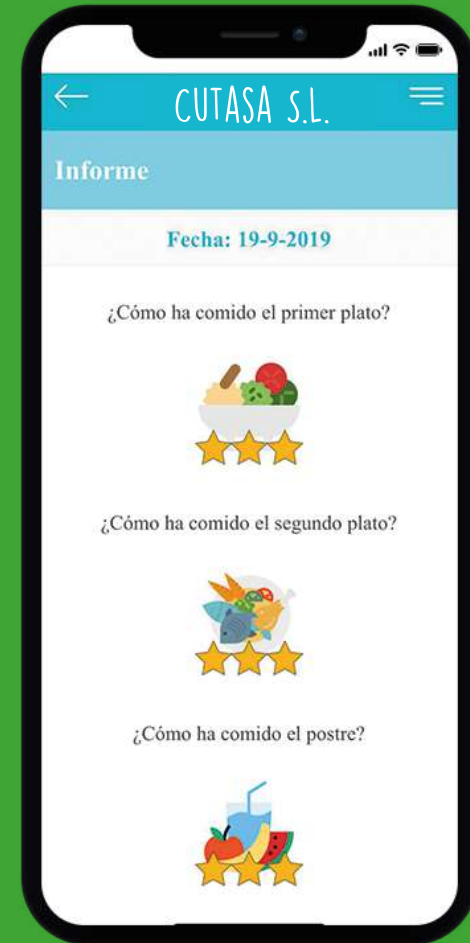 CUTASA S.L.
Informe
Fecha: 19-9-2019
¿Cómo ha comido el primer plato?
¿Cómo ha comido el segundo plato?
¿Cómo ha comido el postre?